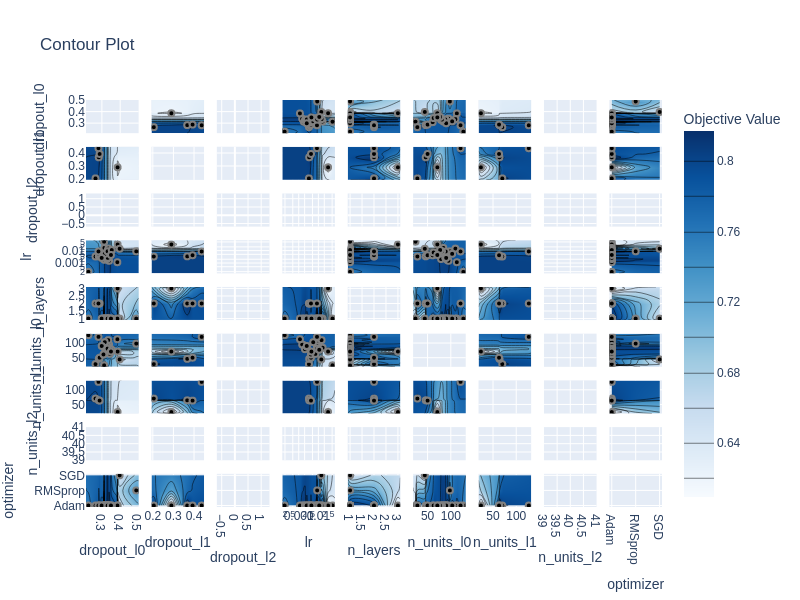 Contour Plot
Objective Value
0.8
0.76
0.72
0.68
0.64
dropout_l0
0.5
0.4
0.3
dropout_l1
0.4
0.3
0.2
dropout_l2
1
0.5
0
−0.5
lr
0.01
0.001
n_layers
3
2.5
2
1.5
1
n_units_l0
100
50
n_units_l1
100
50
n_units_l2
41
40.5
40
39.5
39
optimizer
SGD
RMSprop
Adam
0.3
0.4
0.5
dropout_l0
0.2
0.3
0.4
dropout_l1
−0.5
0
0.5
1
dropout_l2
lr
1
2
3
n_layers
50
100
n_units_l0
50
100
n_units_l1
39
39.5
40
40.5
41
n_units_l2
Adam
RMSprop
SGD
optimizer